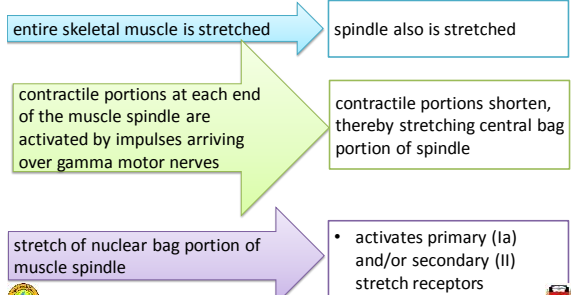 entire skeletal muscle is stretched
spindle also is stretched
contractile portions at each end
of the muscle spindle are
activated by impulses arriving
over gamma motor nerves
contractile portions shorten,
thereby stretching central bag
portion of spindle
stretch of nuclear bag portion of
muscle spindle
• activates primary (Ia)
and/or secondary (II)
stretch receptors